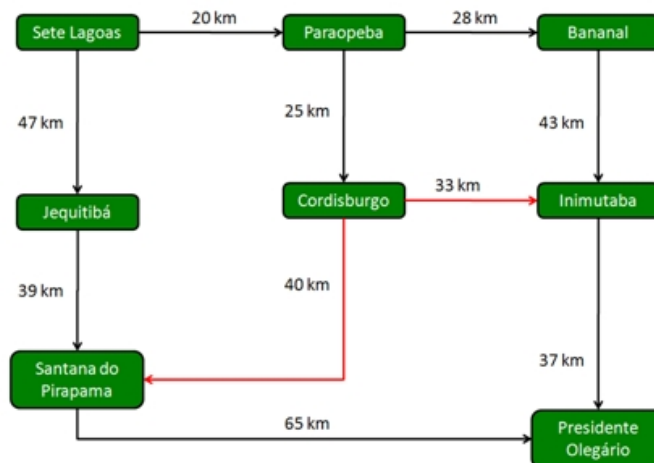 20 km
28 km
Sete Lagoas
Paraopeba
Bananal
47 km
25 km
43 km
33 km
Jequitibá
Cordisburgo
Inimutaba
39 km
40 km
Santana do
Pirapama
37 km
65 km
Presidente
Olegário